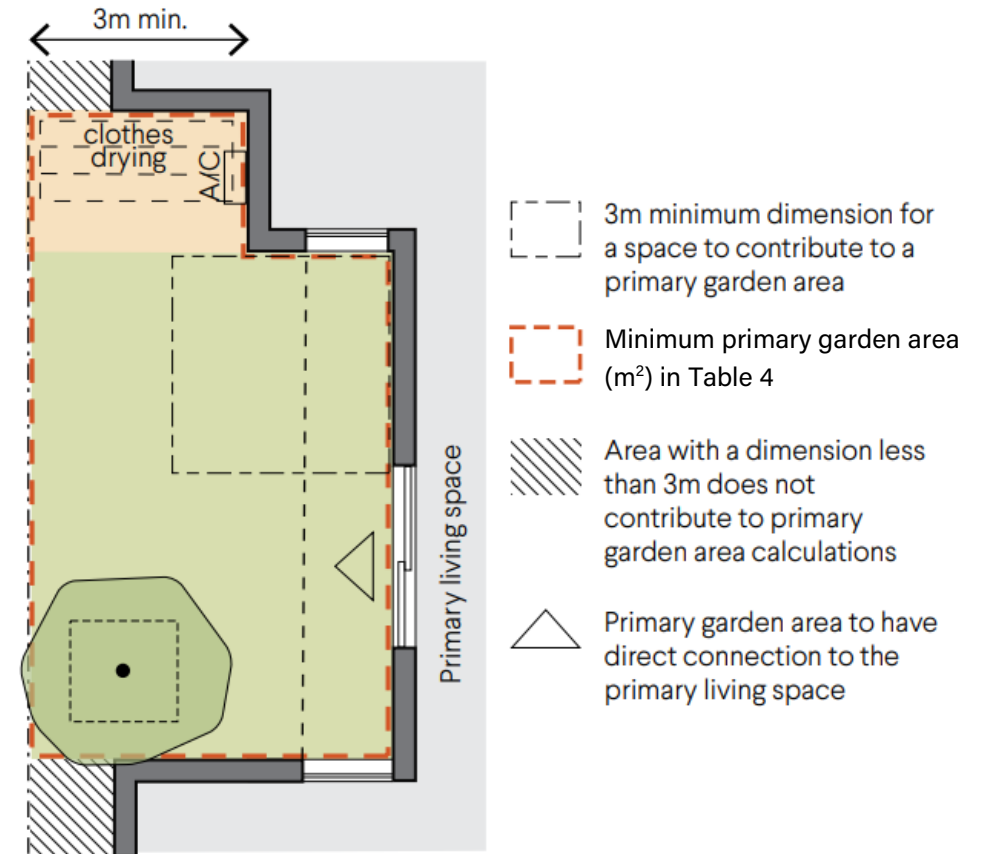 3m min.
clothes
drying
A/C
Primary living space
3m minimum dimension for
a space to contribute to a
primary garden area
Minimum primary garden area
(m²) in Table 4
Area with a dimension less
than 3m does not
contribute to primary
garden area calculations
Primary garden area to have
direct connection to the
primary living space